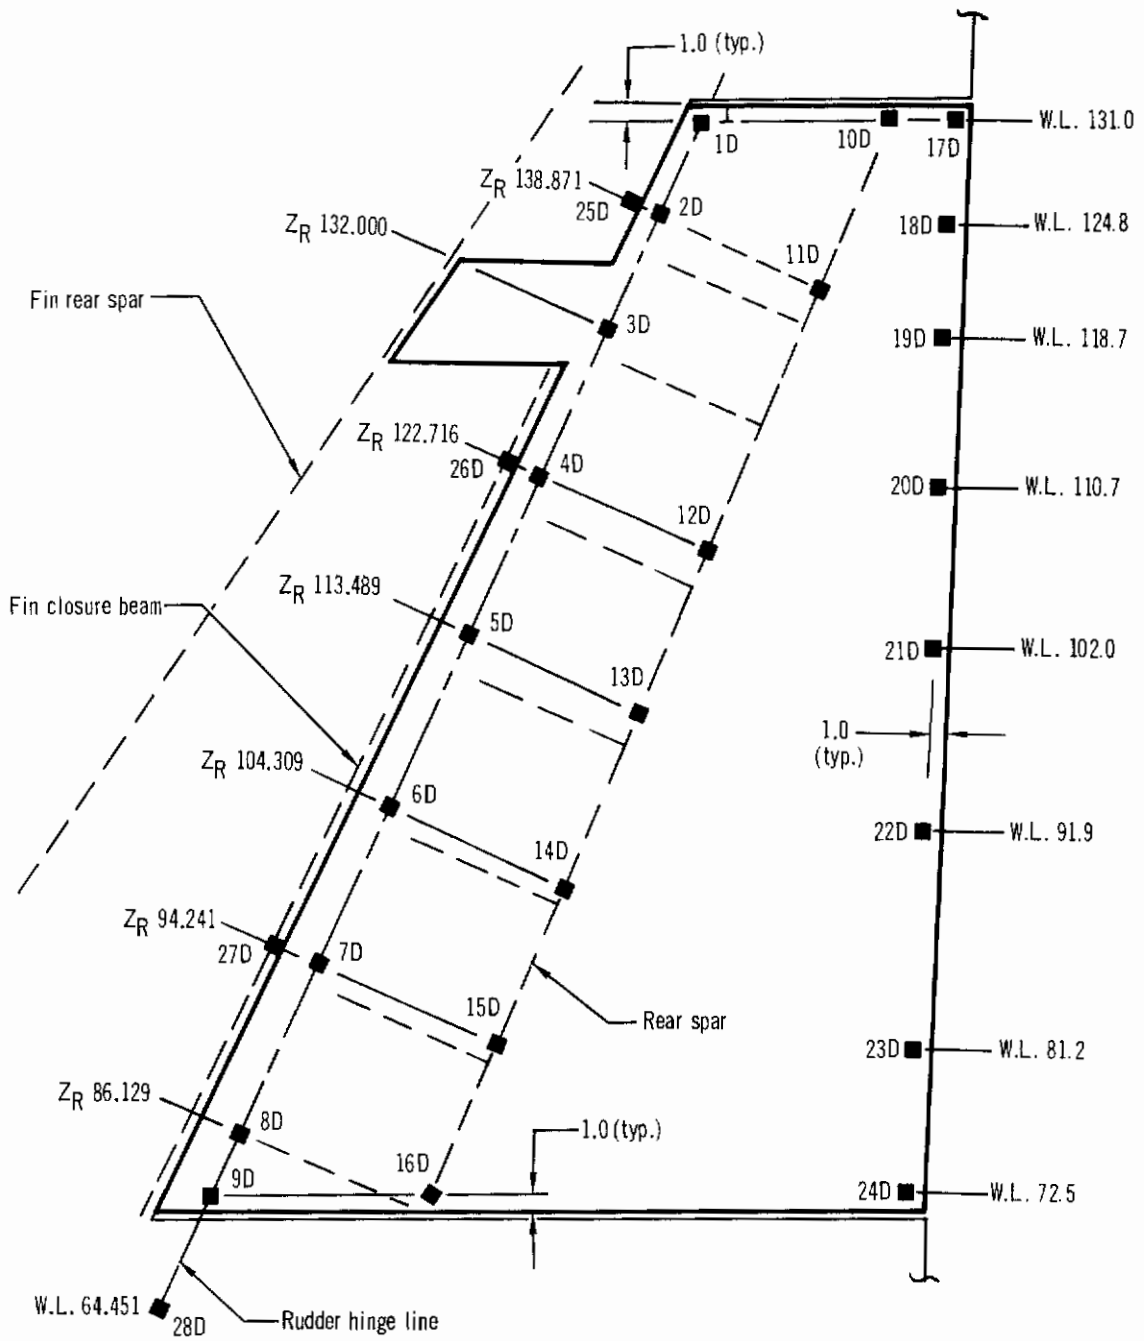 1.0 (typ.)
1D
10D
17D
W.L. 131.0
Z_R 138.871
25D
2D
18D
W.L. 124.8
Z_R 132.000
11D
Fin rear spar
3D
19D
W.L. 118.7
Z_R 122.716
26D
4D
20D
W.L. 110.7
12D
Z_R 113.489
Fin closure beam
5D
21D
W.L. 102.0
13D
1.0
(typ.)
Z_R 104.309
6D
22D
W.L. 91.9
14D
Z_R 94.241
27D
7D
15D
Rear spar
23D
W.L. 81.2
Z_R 86.129
8D
1.0 (typ.)
9D
16D
24D
W.L. 72.5
W.L. 64.451
28D
Rudder hinge line